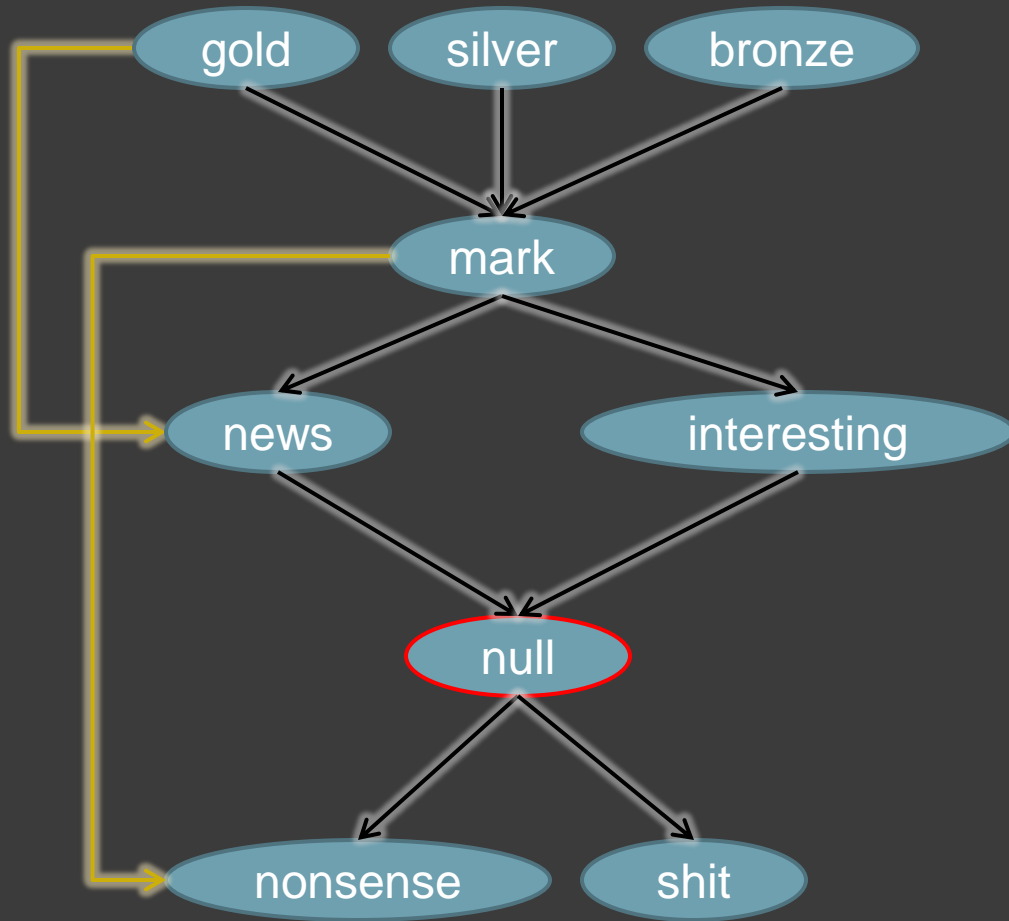 gold
silver
bronze
mark
news
interesting
null
nonsense
shit